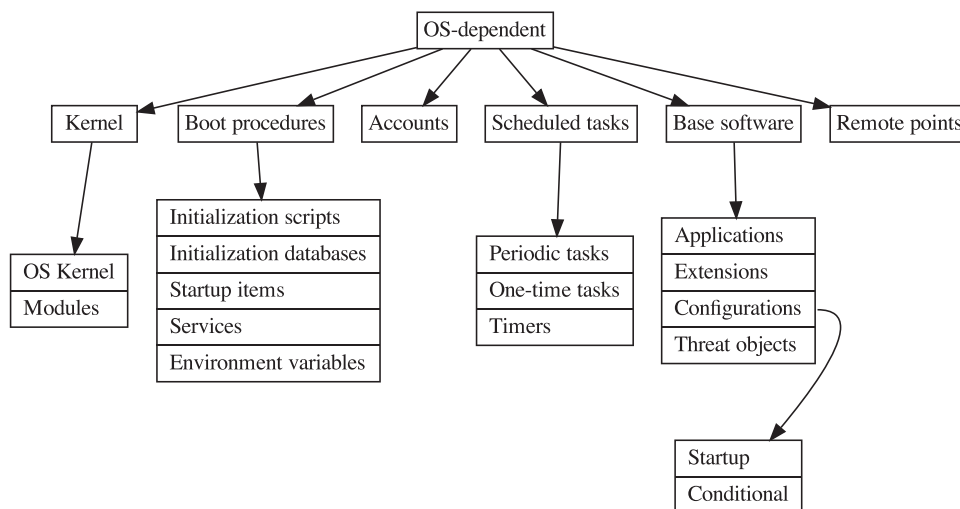 OS-dependent
Kernel
Boot procedures
Accounts
Scheduled tasks
Base software
Remote points
OS Kernel
Modules
Initialization scripts
Initialization databases
Startup items
Services
Environment variables
Periodic tasks
One-time tasks
Timers
Applications
Extensions
Configurations
Threat objects
Startup
Conditional